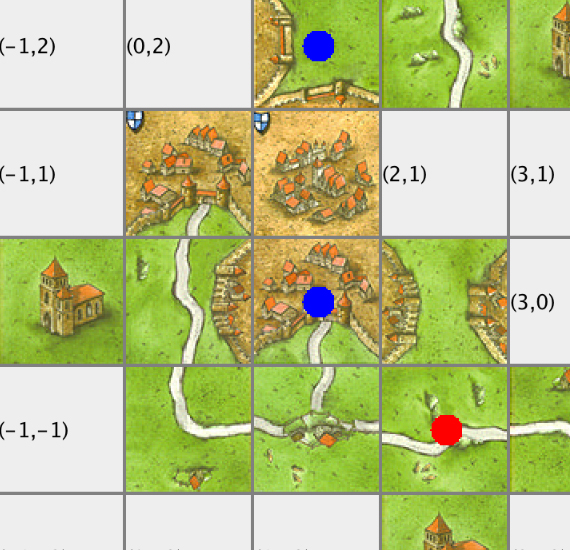 (-1,2) (0,2)
(-1,1) (2,1) (3,1)
(3,0)
(-1,-1)